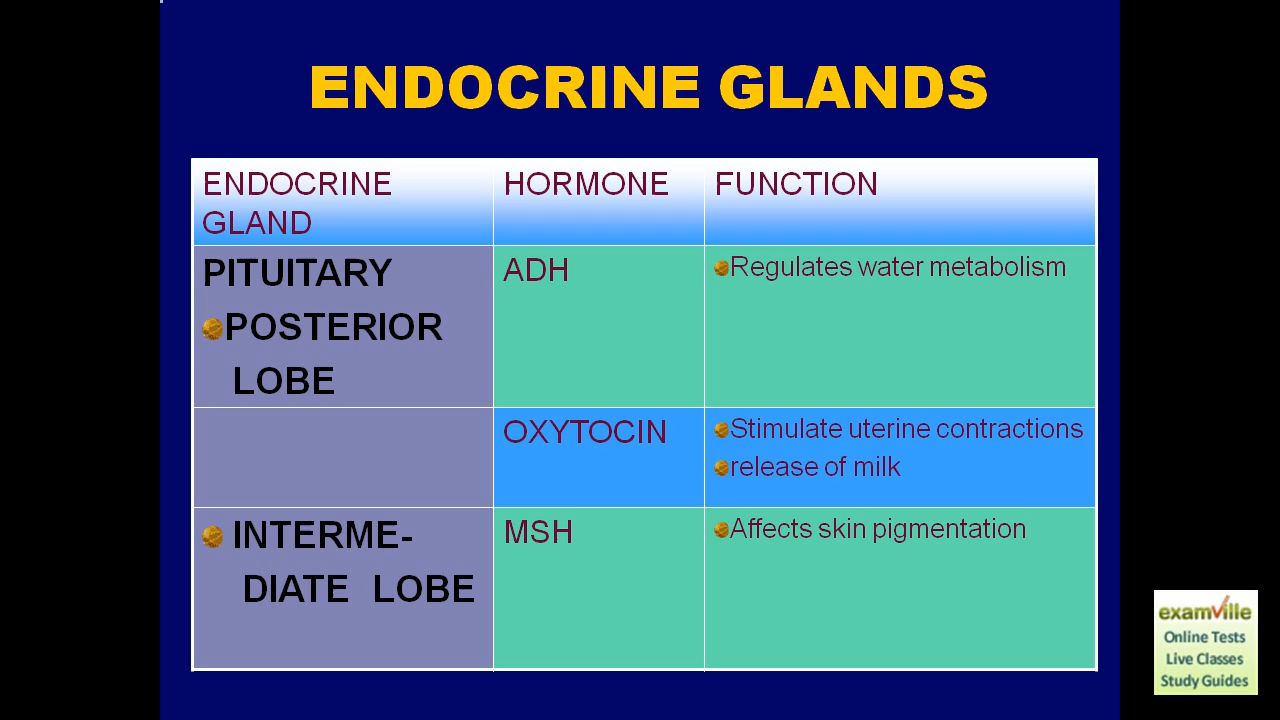 ENDOCRINE GLANDS
ENDOCRINE
GLAND
HORMONE
FUNCTION
PITUITARY
POSTERIOR
LOBE
ADH
Regulates water metabolism
OXYTOCIN
Stimulate uterine contractions
release of milk
INTERME-
DIATE LOBE
MSH
Affects skin pigmentation
examville
Online Tests
Live Classes
Study Guides